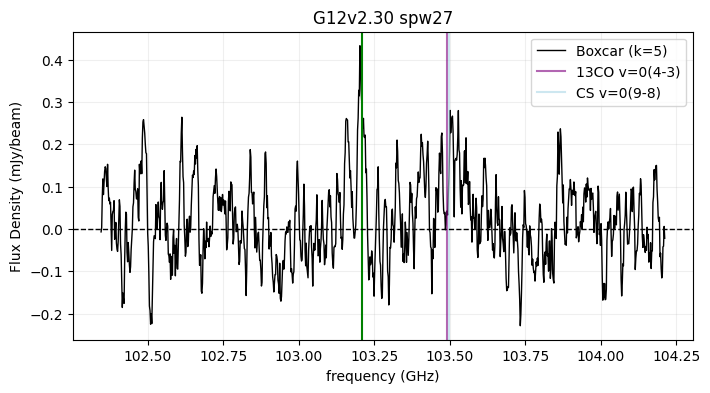 G12v2.30 spw27
Boxcar (k=5)
13CO v=0(4-3)
CS v=0(9-8)
Flux Density (mJy/beam)
0.4
0.3
0.2
0.1
0.0
−0.1
−0.2
102.50 102.75 103.00 103.25 103.50 103.75 104.00 104.25
frequency (GHz)